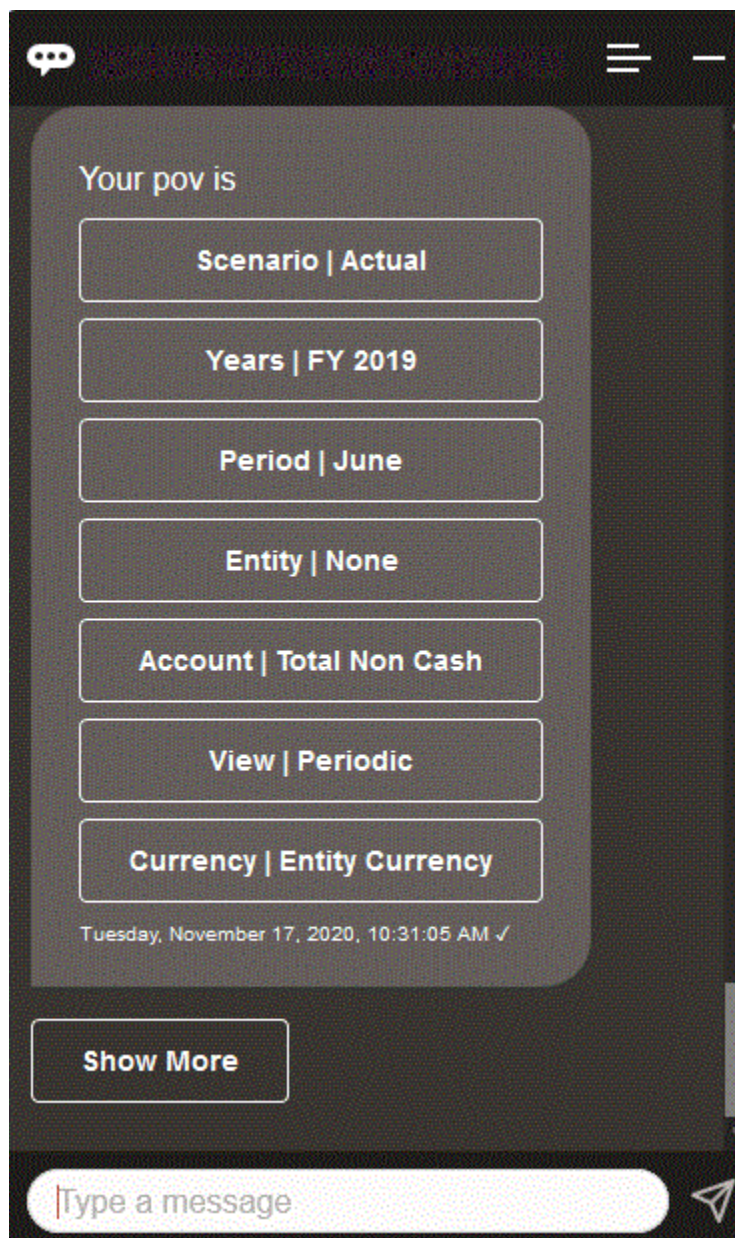 Your pov is
Scenario | Actual
Years | FY 2019
Period | June
Entity | None
Account | Total Non Cash
View | Periodic
Currency | Entity Currency
Tuesday, November 17, 2020, 10:31:05 AM ✓
Show More
Type a message